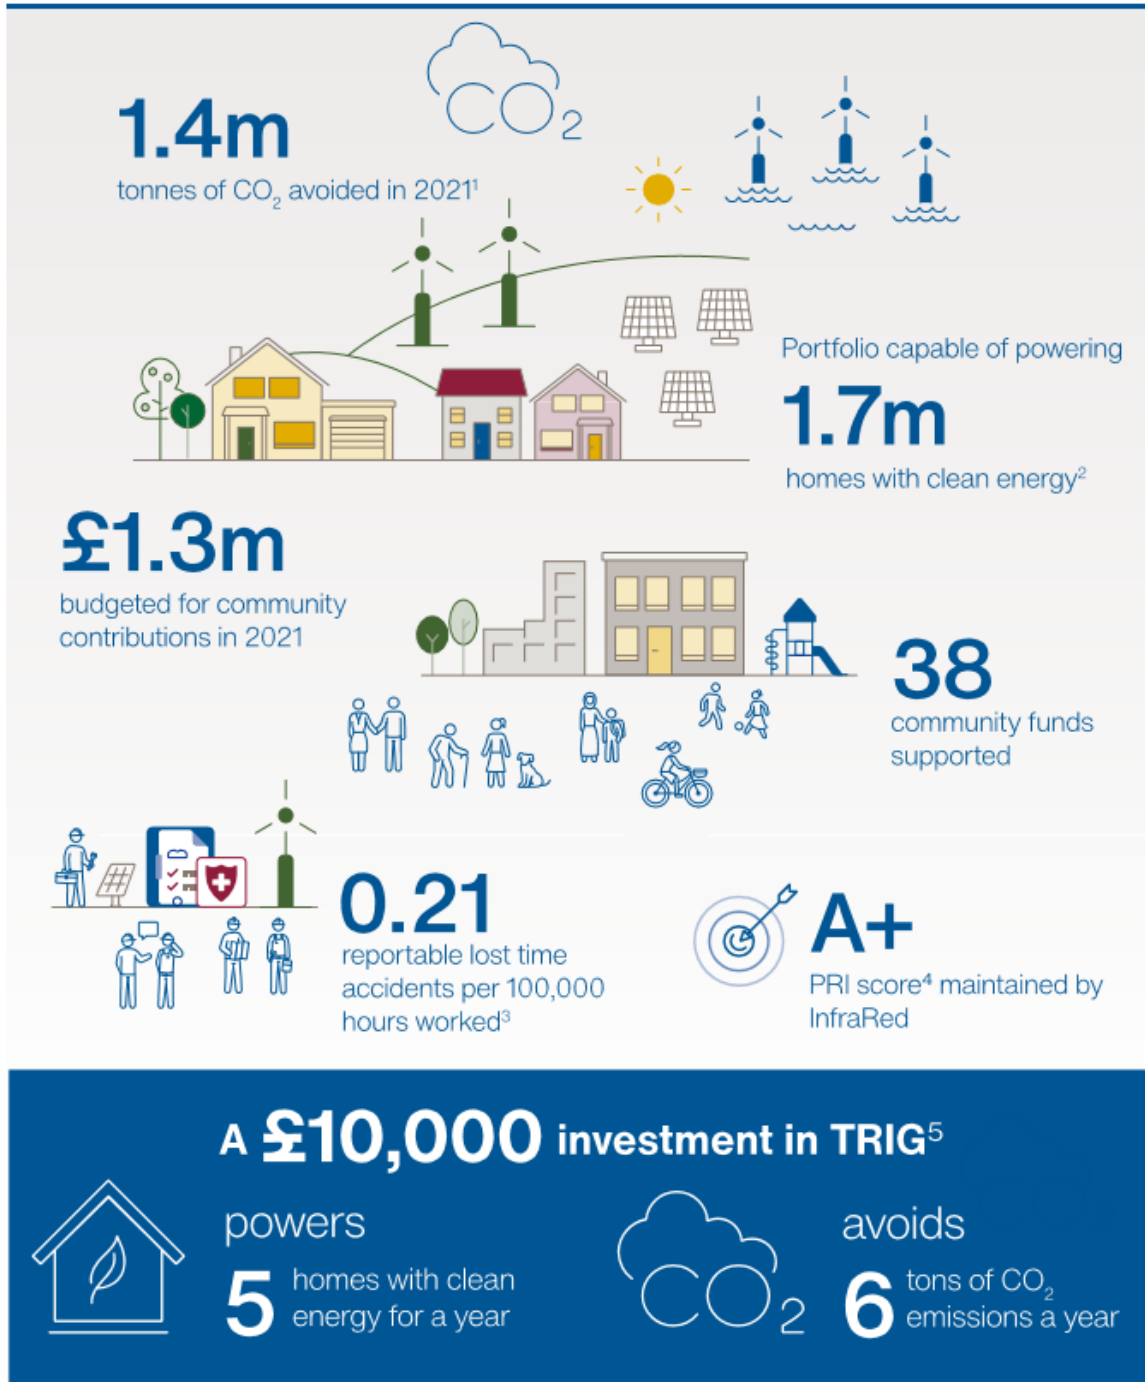 CO₂
1.4m
tonnes of CO₂ avoided in 2021¹
Portfolio capable of powering
1.7m
homes with clean energy²
£1.3m
budgeted for community
contributions in 2021
38
community funds
supported
0.21
reportable lost time
accidents per 100,000
hours worked³
A+
PRI score⁴ maintained by
InfraRed
A £10,000 investment in TRIG⁵
powers
5 homes with clean
energy for a year
CO₂
avoids
6 tons of CO₂
emissions a year